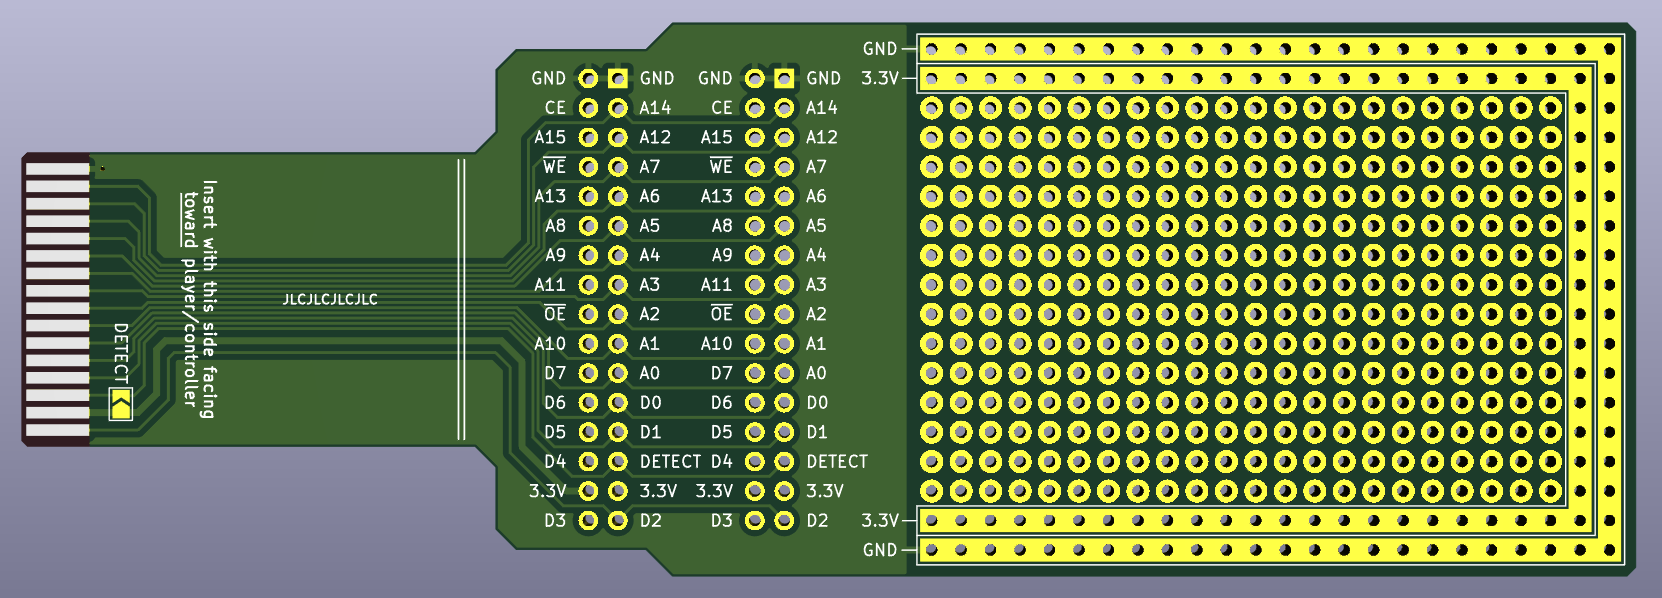 GND
3.3V
GND GND GND GND
CE A14 CE A14
A15 A12 A15 A12
WE A7 WE A7
A13 A6 A13 A6
A8 A5 A8 A5
A9 A4 A9 A4
A11 A3 A11 A3
OE A2 OE A2
A10 A1 A10 A1
D7 A0 D7 A0
D6 D0 D6 D0
D5 D1 D5 D1
D4 DETECT D4 DETECT
3.3V 3.3V 3.3V 3.3V
D3 D2 D3 D2
3.3V
GND
Insert with this side facing
toward player/controller
DETECT
JLCJLCJLCJLC